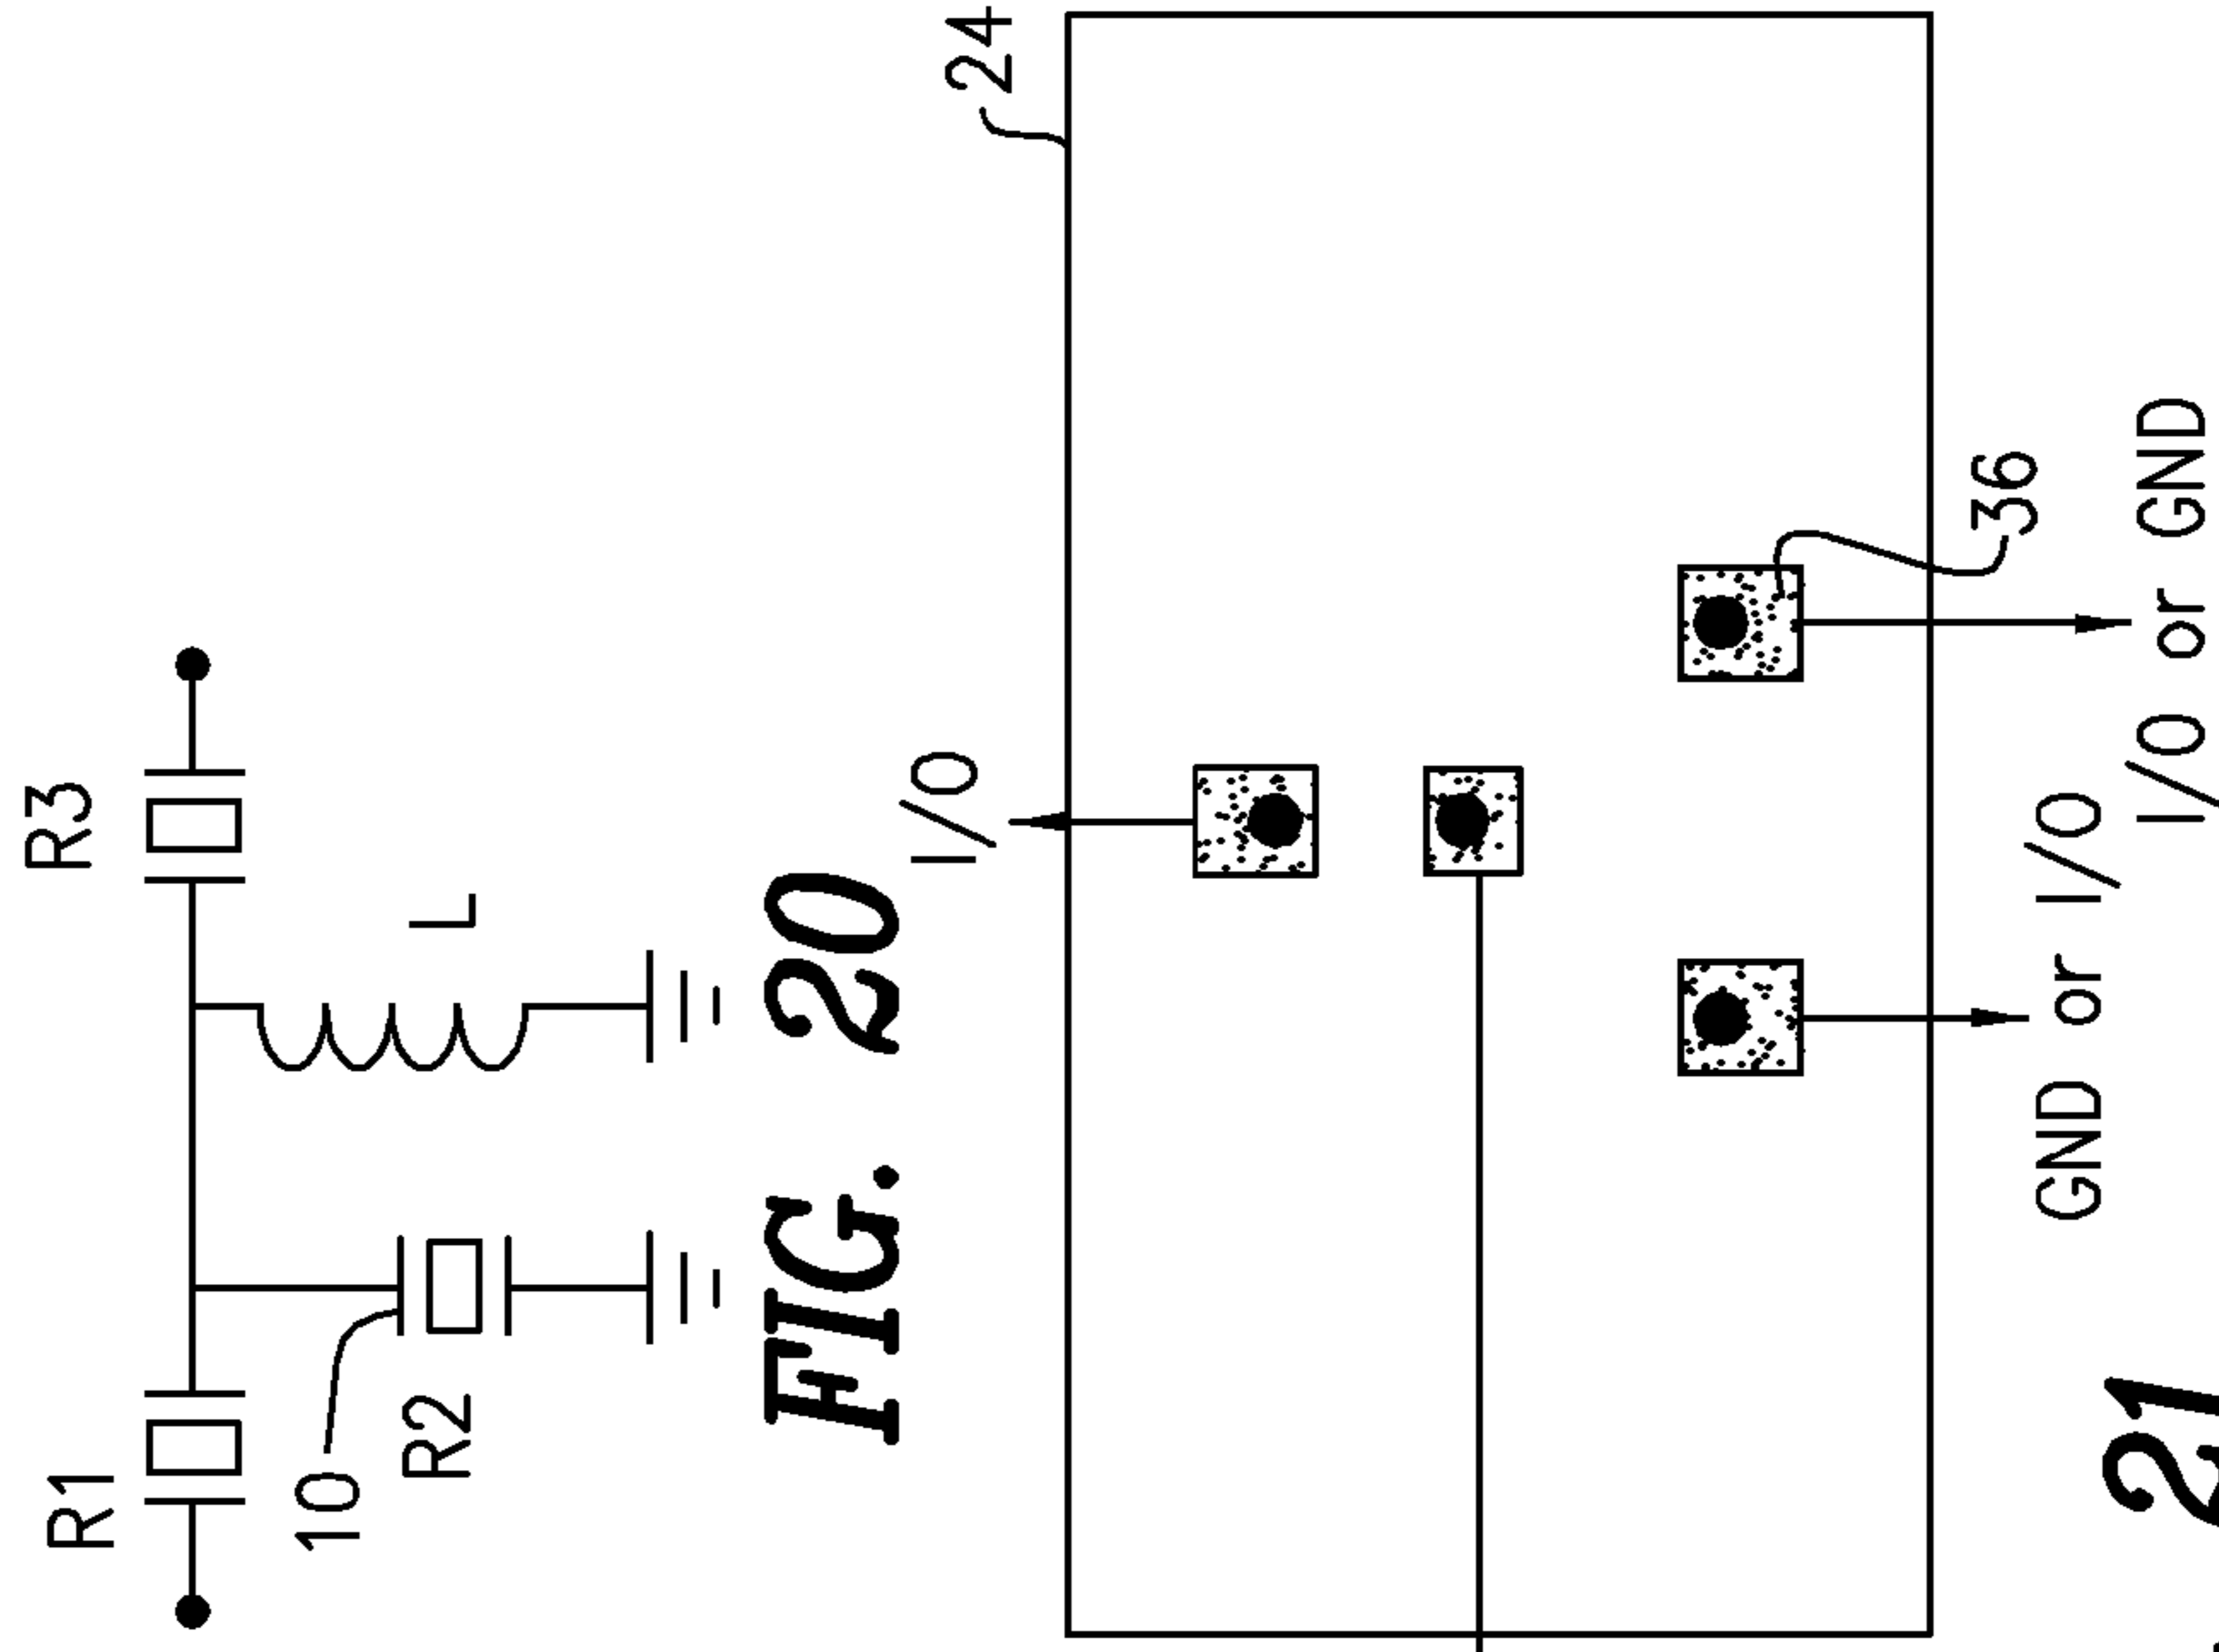 R1
R3
10
R2
L
FIG. 20
24
I/O
36
GND or I/O
I/O or GND
21